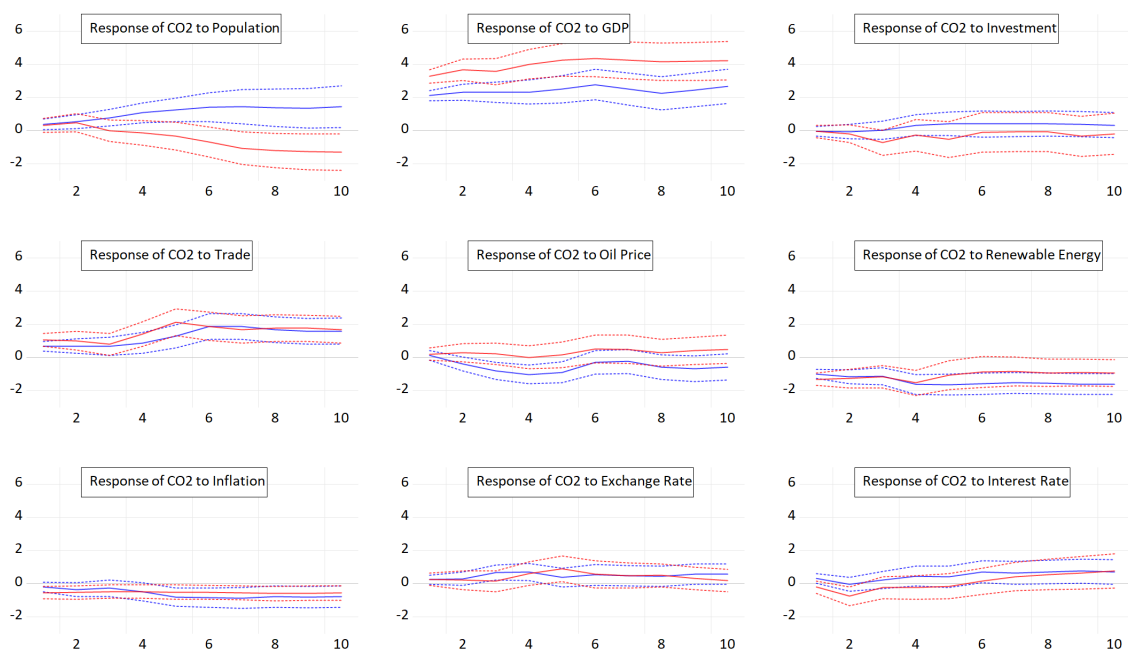 Response of CO2 to Population
6
4
2
0
-2
2 4 6 8 10
Response of CO2 to GDP
6
4
2
0
-2
2 4 6 8 10
Response of CO2 to Investment
6
4
2
0
-2
2 4 6 8 10
Response of CO2 to Trade
6
4
2
0
-2
2 4 6 8 10
Response of CO2 to Oil Price
6
4
2
0
-2
2 4 6 8 10
Response of CO2 to Renewable Energy
6
4
2
0
-2
2 4 6 8 10
Response of CO2 to Inflation
6
4
2
0
-2
2 4 6 8 10
Response of CO2 to Exchange Rate
6
4
2
0
-2
2 4 6 8 10
Response of CO2 to Interest Rate
6
4
2
0
-2
2 4 6 8 10